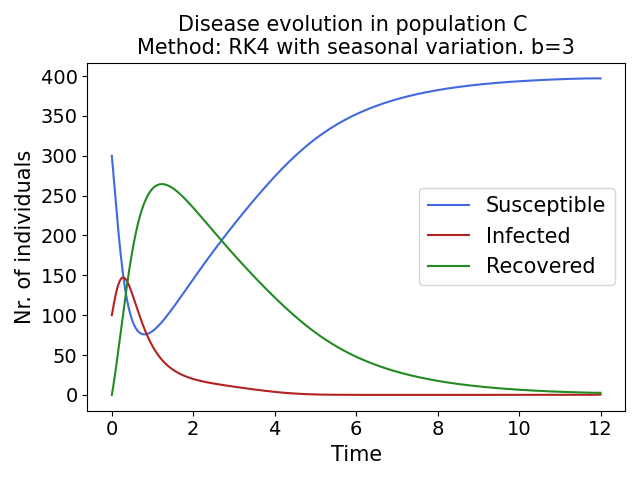 Disease evolution in population C
Method: RK4 with seasonal variation. b=3
Nr. of individuals
400
350
300
250
200
150
100
50
0
Susceptible
Infected
Recovered
0 2 4 6 8 10 12
Time